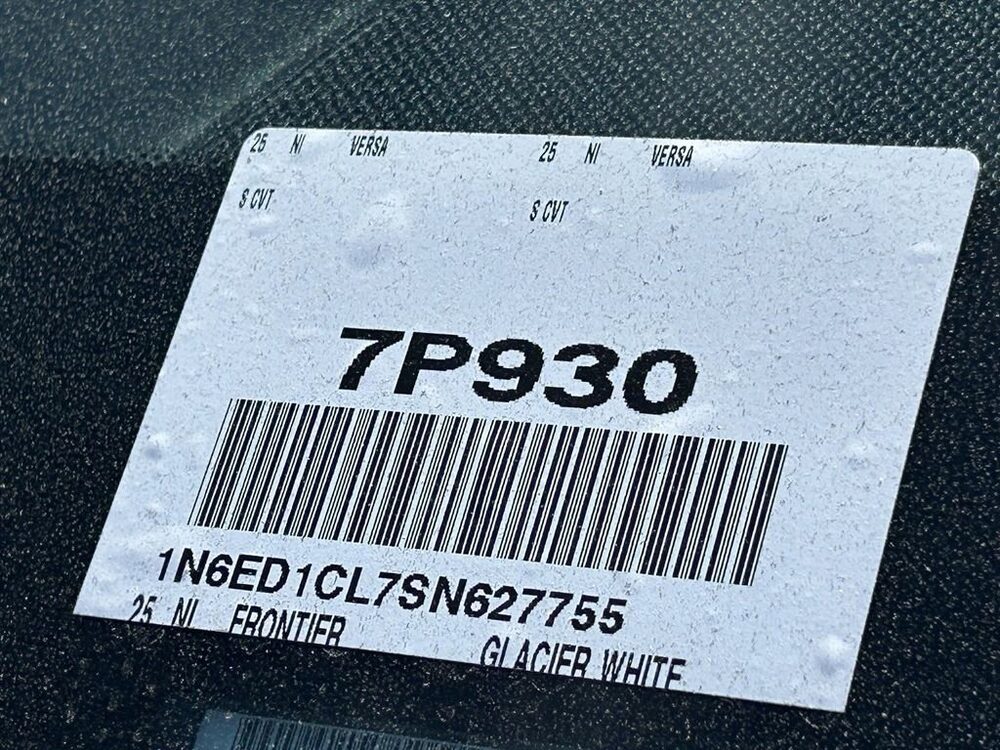 25 NI VERSA 25 NI VERSA
S CVT S CVT
7P930
1N6ED1CL7SN627755
25 NI FRONTIER GLACIER WHITE